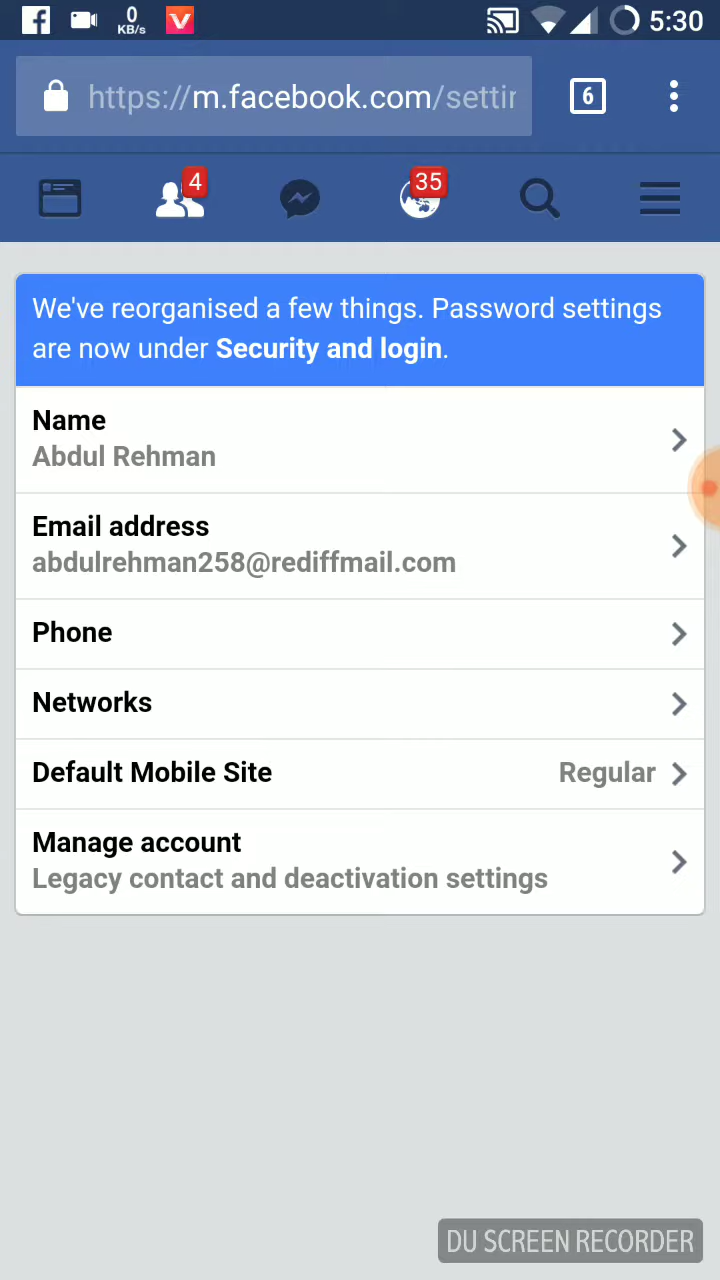 0
KB/s
5:30
https://m.facebook.com/settir
6
4
35
We've reorganised a few things. Password settings
are now under Security and login.
Name
Abdul Rehman
Email address
abdulrehman258@rediffmail.com
Phone
Networks
Default Mobile Site Regular
Manage account
Legacy contact and deactivation settings
DU SCREEN RECORDER